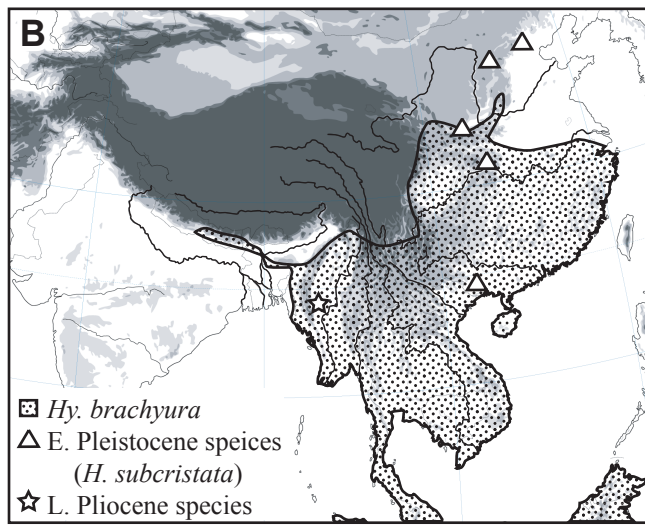 B
Hy. brachyura
E. Pleistocene speices
(H. subcristata)
L. Pliocene species